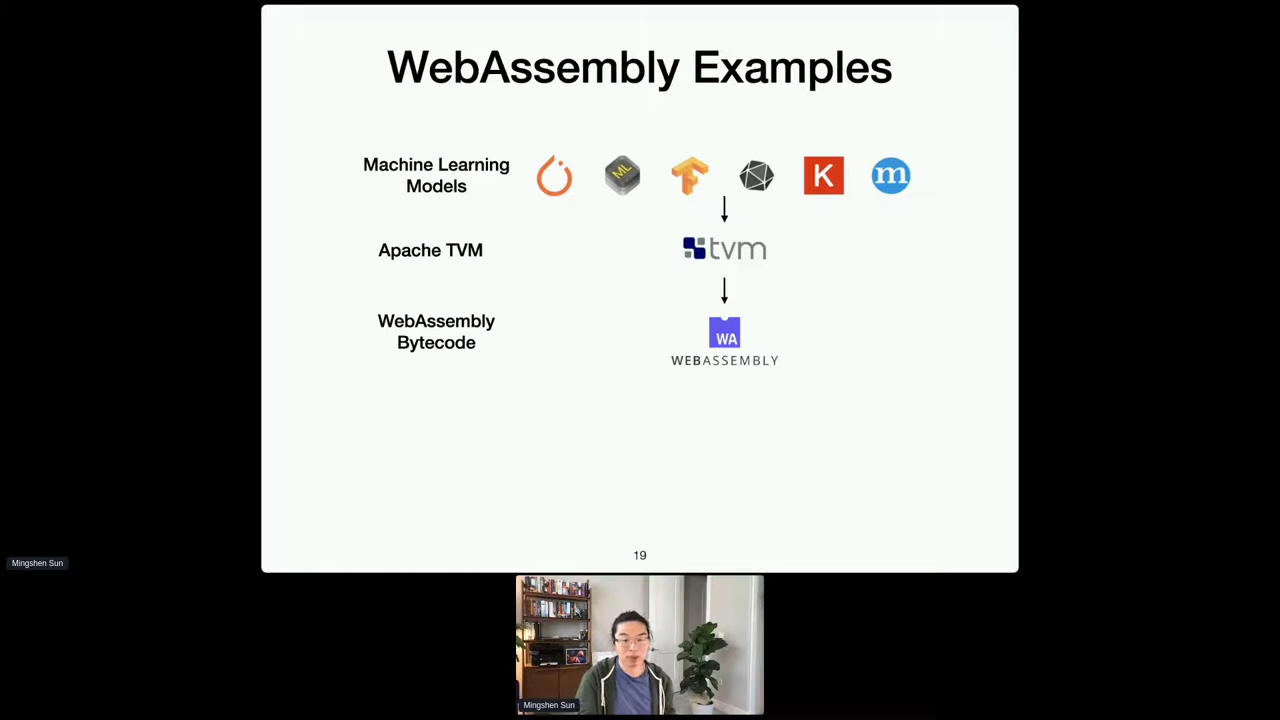 WebAssembly Examples
Machine Learning
Models
ML
K
m
Apache TVM
tvm
WebAssembly
Bytecode
WA
WEBASSEMBLY
19
Mingshen Sun
Mingshen Sun